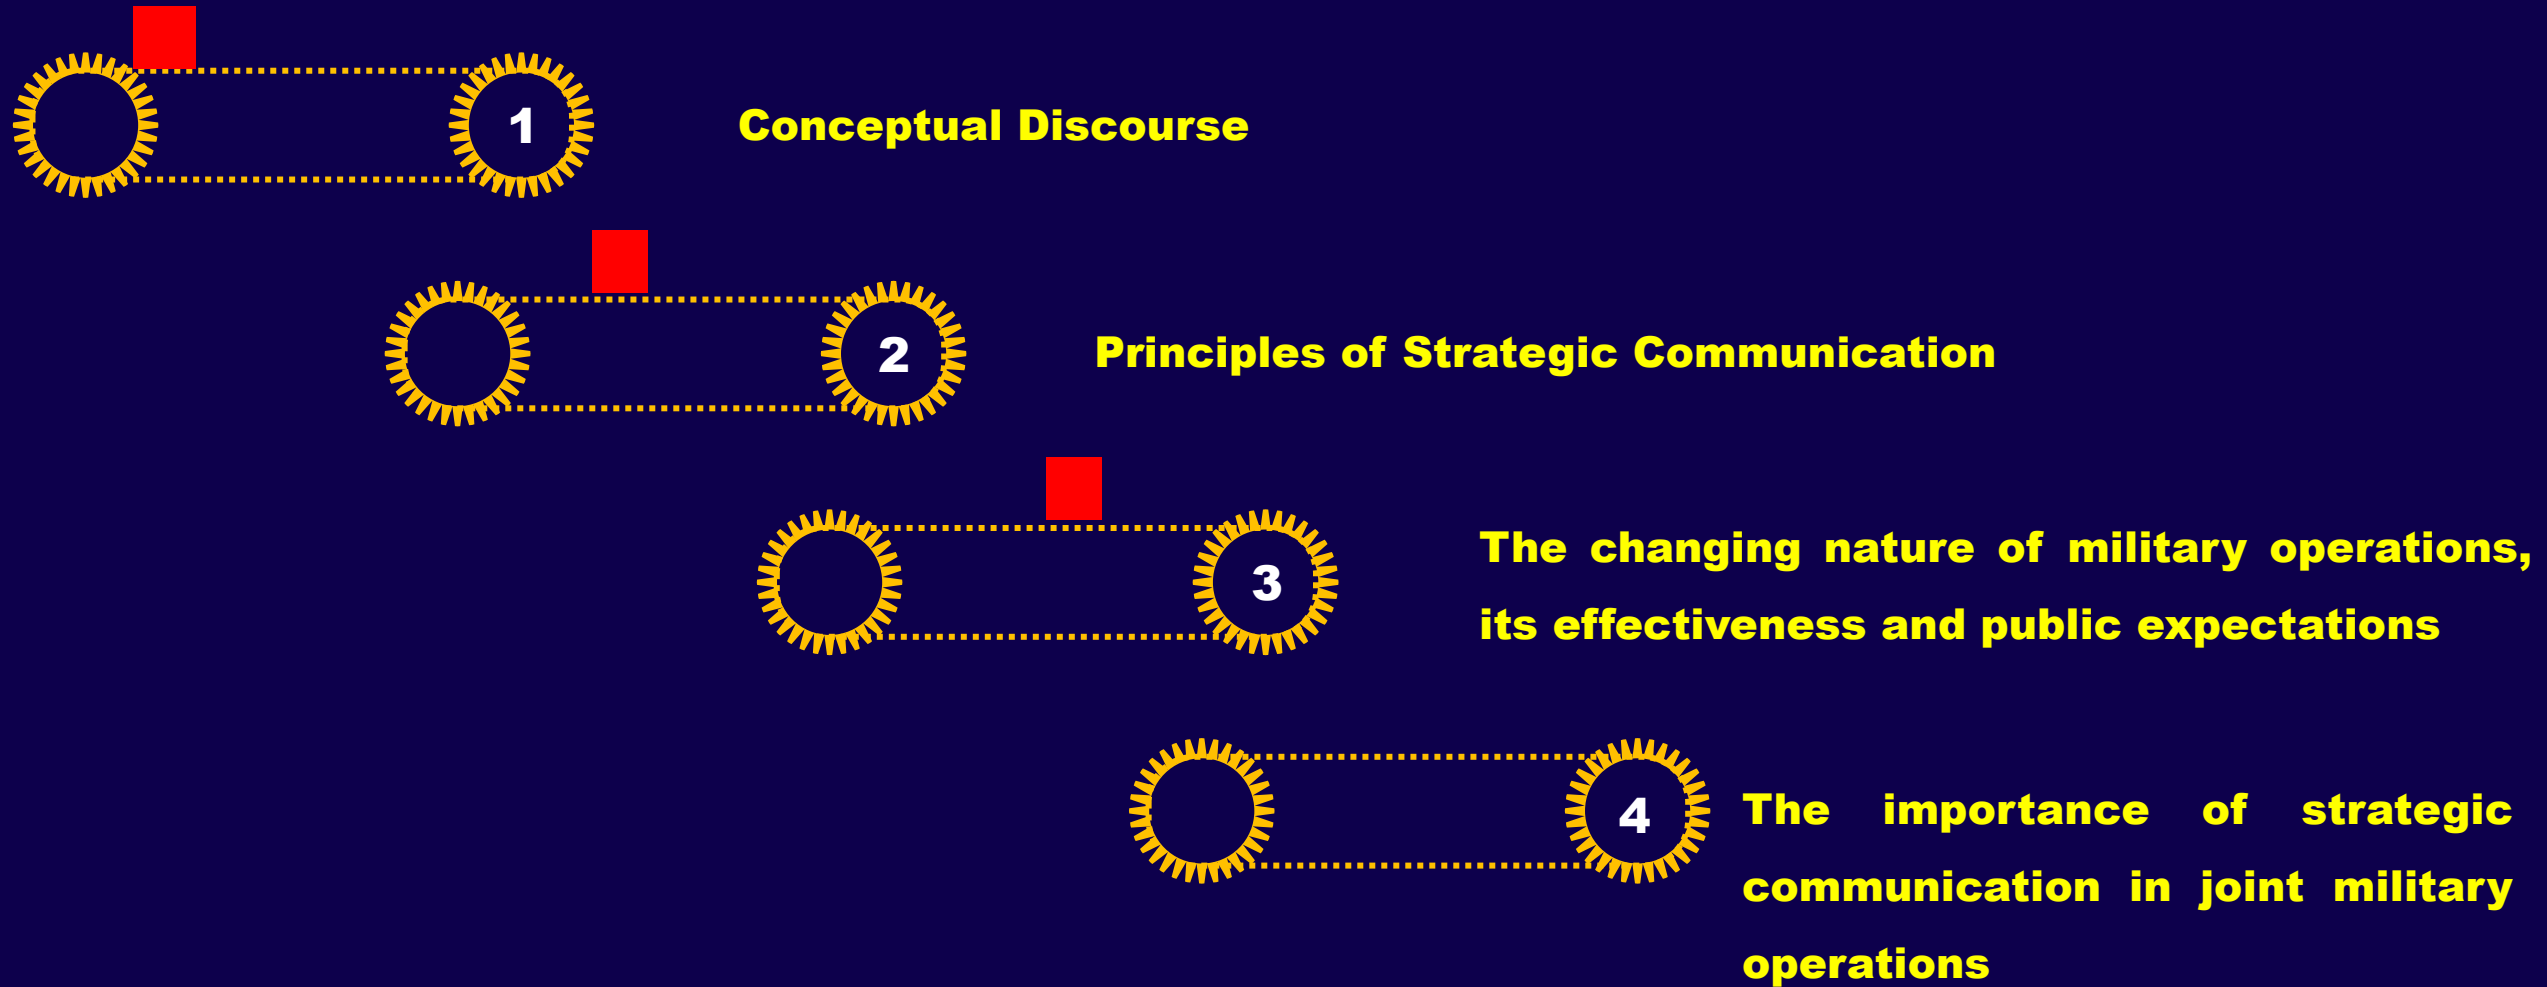 1
Conceptual Discourse
2
Principles of Strategic Communication
3
The changing nature of military operations,
its effectiveness and public expectations
4
The importance of strategic
communication in joint military
operations